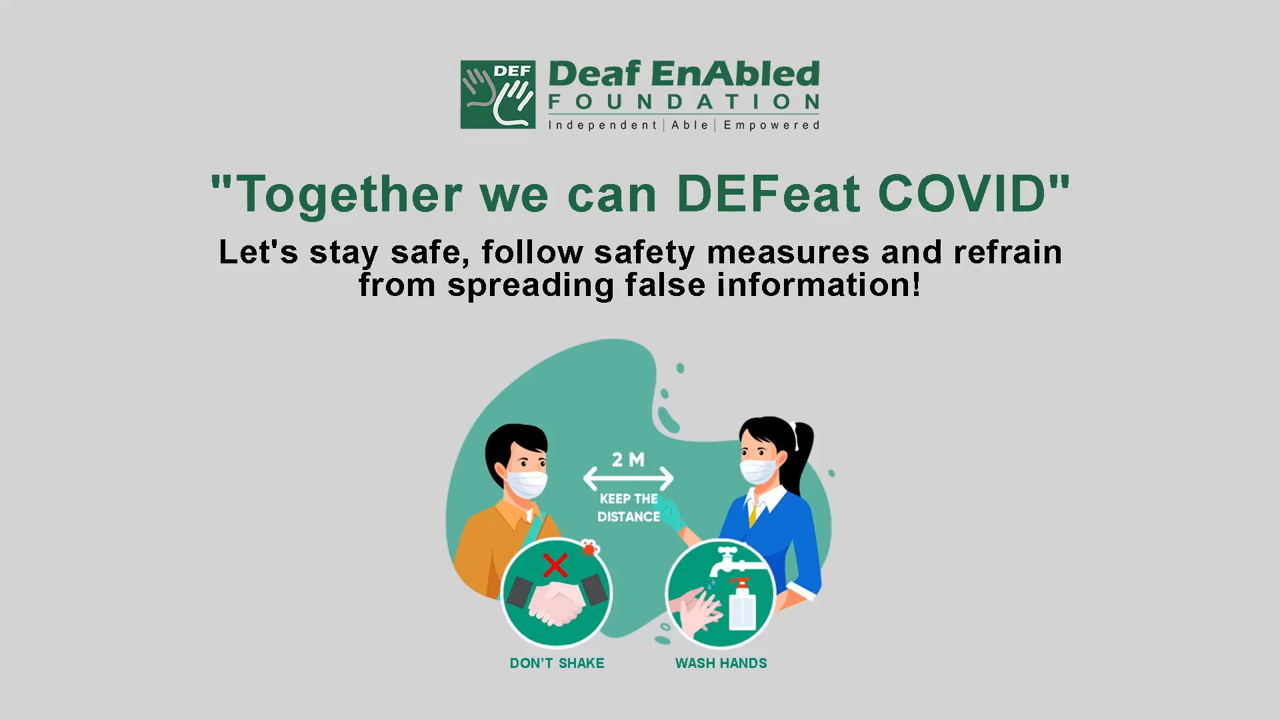 DEF
Deaf EnAbled
FOUNDATION
Independent | Able | Empowered
"Together we can DEFeat COVID"
Let's stay safe, follow safety measures and refrain
from spreading false information!
2 M
KEEP THE
DISTANCE
DON'T SHAKE
WASH HANDS